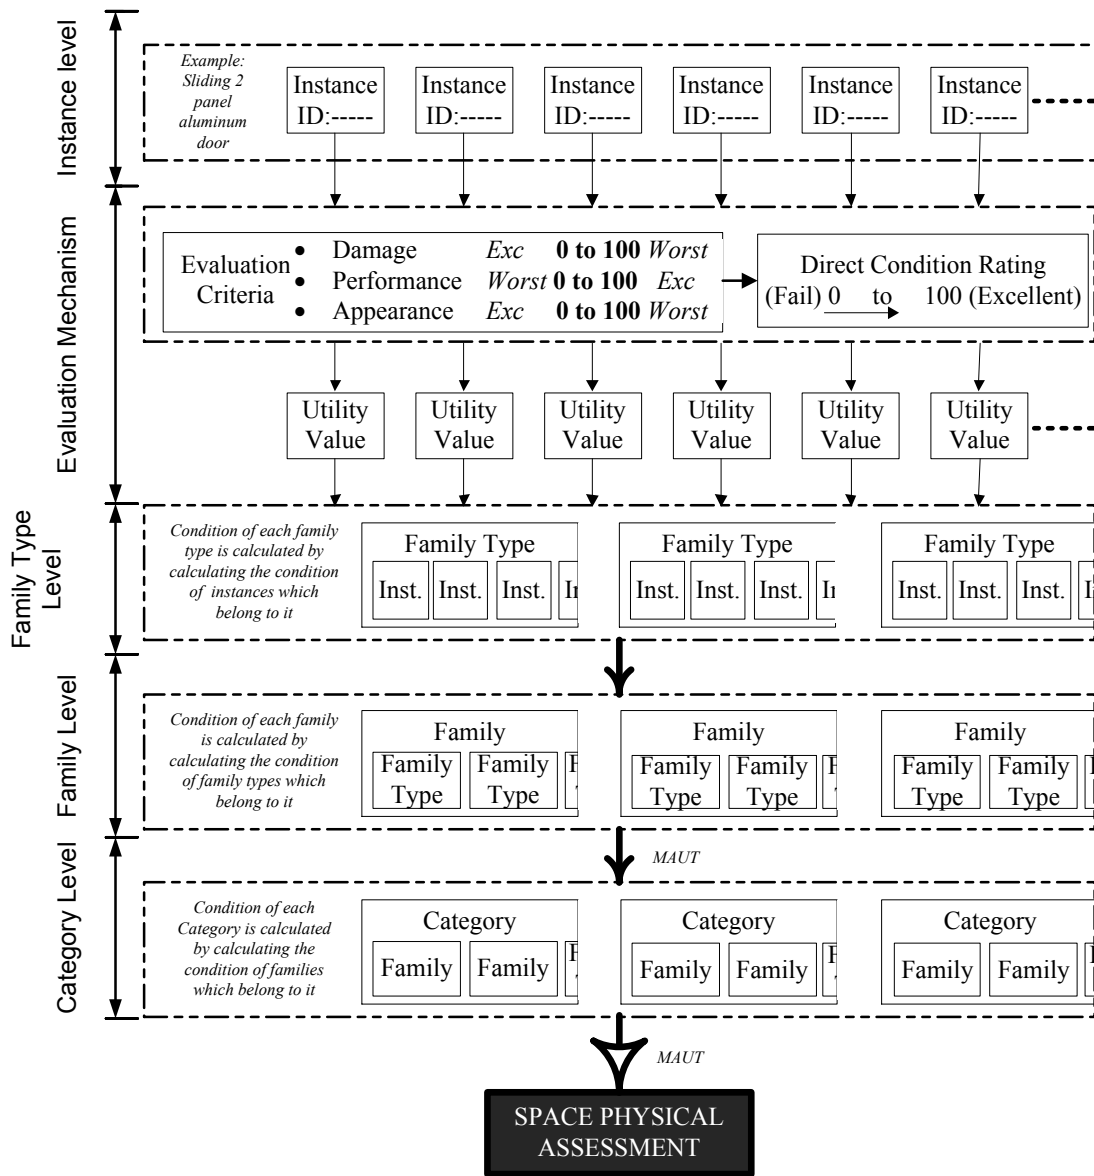 Instance level
Example:
Sliding 2
panel
aluminum
door
Instance
ID:-----
Instance
ID:-----
Instance
ID:-----
Instance
ID:-----
Instance
ID:-----
Instance
ID:-----
Evaluation Mechanism
Evaluation
Criteria
• Damage Exc 0 to 100 Worst
• Performance Worst 0 to 100 Exc
• Appearance Exc 0 to 100 Worst
Direct Condition Rating
(Fail) 0 to 100 (Excellent)
Utility
Value
Utility
Value
Utility
Value
Utility
Value
Utility
Value
Utility
Value
Family Type
Level
Condition of each family
type is calculated by
calculating the condition
of instances which
belong to it
Family Type
Inst. Inst. Inst.
Family Type
Inst. Inst. Inst.
Family Type
Inst. Inst. Inst.
Family Level
Condition of each family
is calculated by
calculating the condition
of family types which
belong to it
Family
Family
Type
Family
Type
Family
Family
Type
Family
Type
Family
Family
Type
Family
Type
MAUT
Category Level
Condition of each
Category is calculated
by calculating the
condition of families
which belong to it
Category
Family Family
Category
Family Family
Category
Family Family
MAUT
SPACE PHYSICAL
ASSESSMENT